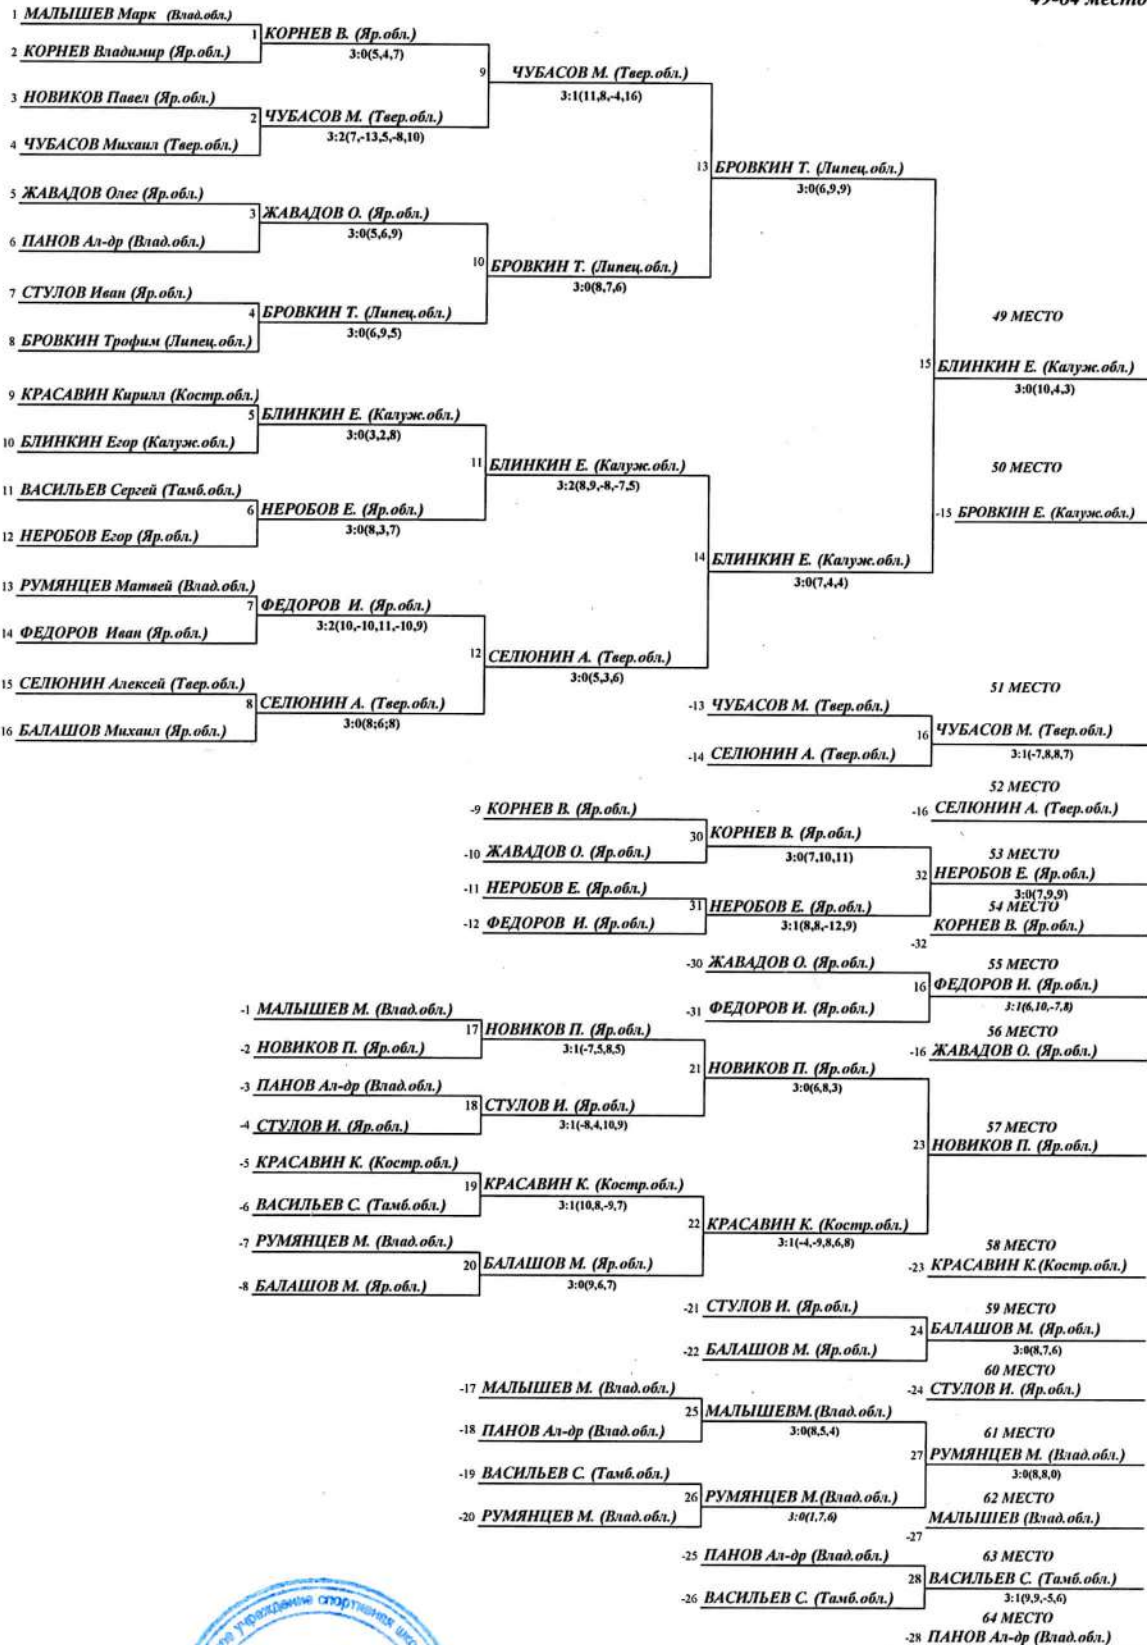 49-64 место
1 МАЛЫШЕВ Марк (Влад.обл.)
1 КОРНЕВ В. (Яр.обл.)
2 КОРНЕВ Владимир (Яр.обл.)
3:0(5,4,7)
9 ЧУБАСОВ М. (Твер.обл.)
3:1(11,8,-4,16)
3 НОВИКОВ Павел (Яр.обл.)
2 ЧУБАСОВ М. (Твер.обл.)
4 ЧУБАСОВ Михаил (Твер.обл.)
3:2(7,-13,5,-8,10)
13 БРОВКИН Т. (Липец.обл.)
3:0(6,9,9)
5 ЖАВАДОВ Олег (Яр.обл.)
3 ЖАВАДОВ О. (Яр.обл.)
3:0(5,6,9)
6 ПАНОВ Ал-др (Влад.обл.)
10 БРОВКИН Т. (Липец.обл.)
3:0(8,7,6)
7 СТУЛОВ Иван (Яр.обл.)
4 БРОВКИН Т. (Липец.обл.)
3:0(6,9,5)
8 БРОВКИН Трофим (Липец.обл.)
49 МЕСТО
15 БЛИНКИН Е. (Калуж.обл.)
3:0(10,4,3)
9 КРАСАВИН Кирилл (Костр.обл.)
5 БЛИНКИН Е. (Калуж.обл.)
3:0(3,2,8)
10 БЛИНКИН Егор (Калуж.обл.)
11 БЛИНКИН Е. (Калуж.обл.)
3:2(8,9,-8,-7,5)
50 МЕСТО
11 ВАСИЛЬЕВ Сергей (Тамб.обл.)
6 НЕРОБОВ Е. (Яр.обл.)
-15 БРОВКИН Е. (Калуж.обл.)
3:0(8,3,7)
12 НЕРОБОВ Егор (Яр.обл.)
14 БЛИНКИН Е. (Калуж.обл.)
3:0(7,4,4)
13 РУМЯНЦЕВ Матвей (Влад.обл.)
7 ФЕДОРОВ И. (Яр.обл.)
3:2(10,-10,11,-10,9)
14 ФЕДОРОВ Иван (Яр.обл.)
12 СЕЛЮНИН А. (Твер.обл.)
3:0(5,3,6)
15 СЕЛЮНИН Алексей (Твер.обл.)
8 СЕЛЮНИН А. (Твер.обл.)
3:0(8;6;8)
16 БАЛАШОВ Михаил (Яр.обл.)
51 МЕСТО
-13 ЧУБАСОВ М. (Твер.обл.)
16 ЧУБАСОВ М. (Твер.обл.)
3:1(-7,8,8,7)
-14 СЕЛЮНИН А. (Твер.обл.)
52 МЕСТО
-16 СЕЛЮНИН А. (Твер.обл.)
-9 КОРНЕВ В. (Яр.обл.)
30 КОРНЕВ В. (Яр.обл.)
3:0(7,10,11)
-10 ЖАВАДОВ О. (Яр.обл.)
53 МЕСТО
32 НЕРОБОВ Е. (Яр.обл.)
3:0(7,9,9)
-11 НЕРОБОВ Е. (Яр.обл.)
31 НЕРОБОВ Е. (Яр.обл.)
3:1(8,8,-12,9)
-12 ФЕДОРОВ И. (Яр.обл.)
54 МЕСТО
КОРНЕВ В. (Яр.обл.)
-32
-30 ЖАВАДОВ О. (Яр.обл.)
55 МЕСТО
16 ФЕДОРОВ И. (Яр.обл.)
3:1(6,10,-7,8)
-31 ФЕДОРОВ И. (Яр.обл.)
56 МЕСТО
-16 ЖАВАДОВ О. (Яр.обл.)
-1 МАЛЫШЕВ М. (Влад.обл.)
17 НОВИКОВ П. (Яр.обл.)
3:1(-7,5,8,5)
-2 НОВИКОВ П. (Яр.обл.)
21 НОВИКОВ П. (Яр.обл.)
3:0(6,8,3)
-3 ПАНОВ Ал-др (Влад.обл.)
18 СТУЛОВ И. (Яр.обл.)
3:1(-8,4,10,9)
-4 СТУЛОВ И. (Яр.обл.)
57 МЕСТО
23 НОВИКОВ П. (Яр.обл.)
-5 КРАСАВИН К. (Костр.обл.)
19 КРАСАВИН К. (Костр.обл.)
3:1(10,8,-9,7)
-6 ВАСИЛЬЕВ С. (Тамб.обл.)
22 КРАСАВИН К. (Костр.обл.)
3:1(-4,-9,8,6,8)
-7 РУМЯНЦЕВ М. (Влад.обл.)
20 БАЛАШОВ М. (Яр.обл.)
3:0(9,6,7)
-8 БАЛАШОВ М. (Яр.обл.)
58 МЕСТО
-23 КРАСАВИН К.(Костр.обл.)
-21 СТУЛОВ И. (Яр.обл.)
59 МЕСТО
24 БАЛАШОВ М. (Яр.обл.)
3:0(8,7,6)
-22 БАЛАШОВ М. (Яр.обл.)
60 МЕСТО
-24 СТУЛОВ И. (Яр.обл.)
-17 МАЛЫШЕВ М. (Влад.обл.)
25 МАЛЫШЕВМ.(Влад.обл.)
3:0(8,5,4)
-18 ПАНОВ Ал-др (Влад.обл.)
61 МЕСТО
27 РУМЯНЦЕВ М. (Влад.обл.)
3:0(8,8,0)
-19 ВАСИЛЬЕВ С. (Тамб.обл.)
26 РУМЯНЦЕВ М.(Влад.обл.)
3:0(1,7,6)
-20 РУМЯНЦЕВ М. (Влад.обл.)
62 МЕСТО
МАЛЫШЕВ (Влад.обл.)
-27
-25 ПАНОВ Ал-др (Влад.обл.)
63 МЕСТО
28 ВАСИЛЬЕВ С. (Тамб.обл.)
3:1(9,9,-5,6)
-26 ВАСИЛЬЕВ С. (Тамб.обл.)
64 МЕСТО
-28 ПАНОВ Ал-др (Влад.обл.)
учреждение спортивная